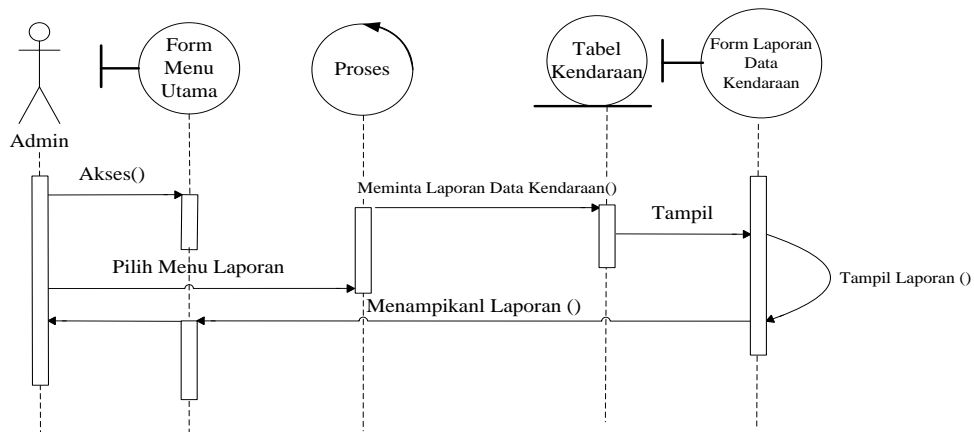 Form
Menu
Utama
Proses
Tabel
Kendaraan
Form Laporan
Data
Kendaraan
Admin
Akses()
Meminta Laporan Data Kendaraan()
Tampil
Pilih Menu Laporan
Tampil Laporan ()
Menampikanl Laporan ()